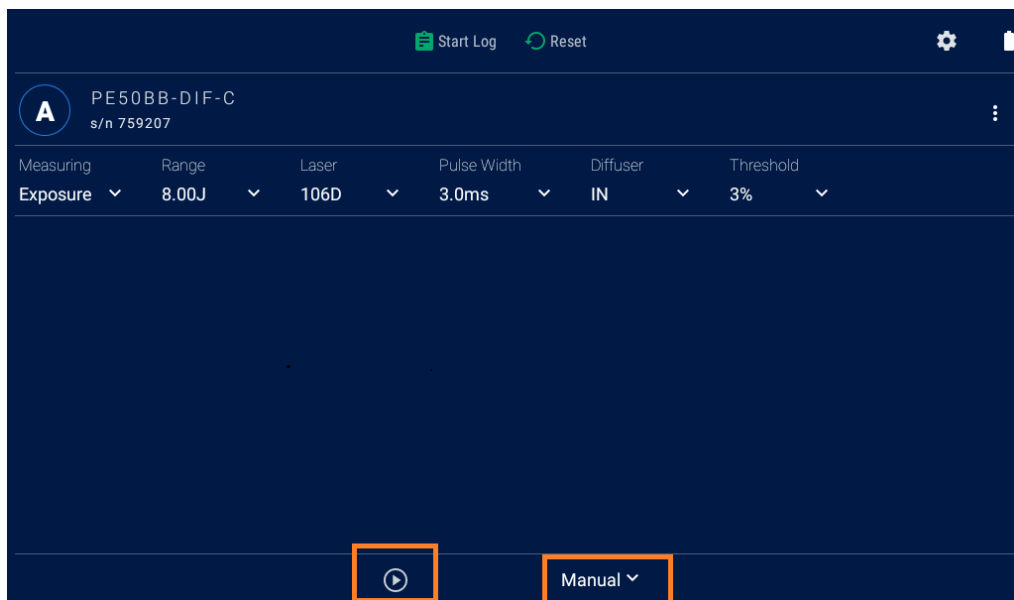 Start Log Reset
A
PE50BB-DIF-C
s/n 759207
Measuring Range Laser Pulse Width Diffuser Threshold
Exposure 8.00J 106D 3.0ms IN 3%
Manual